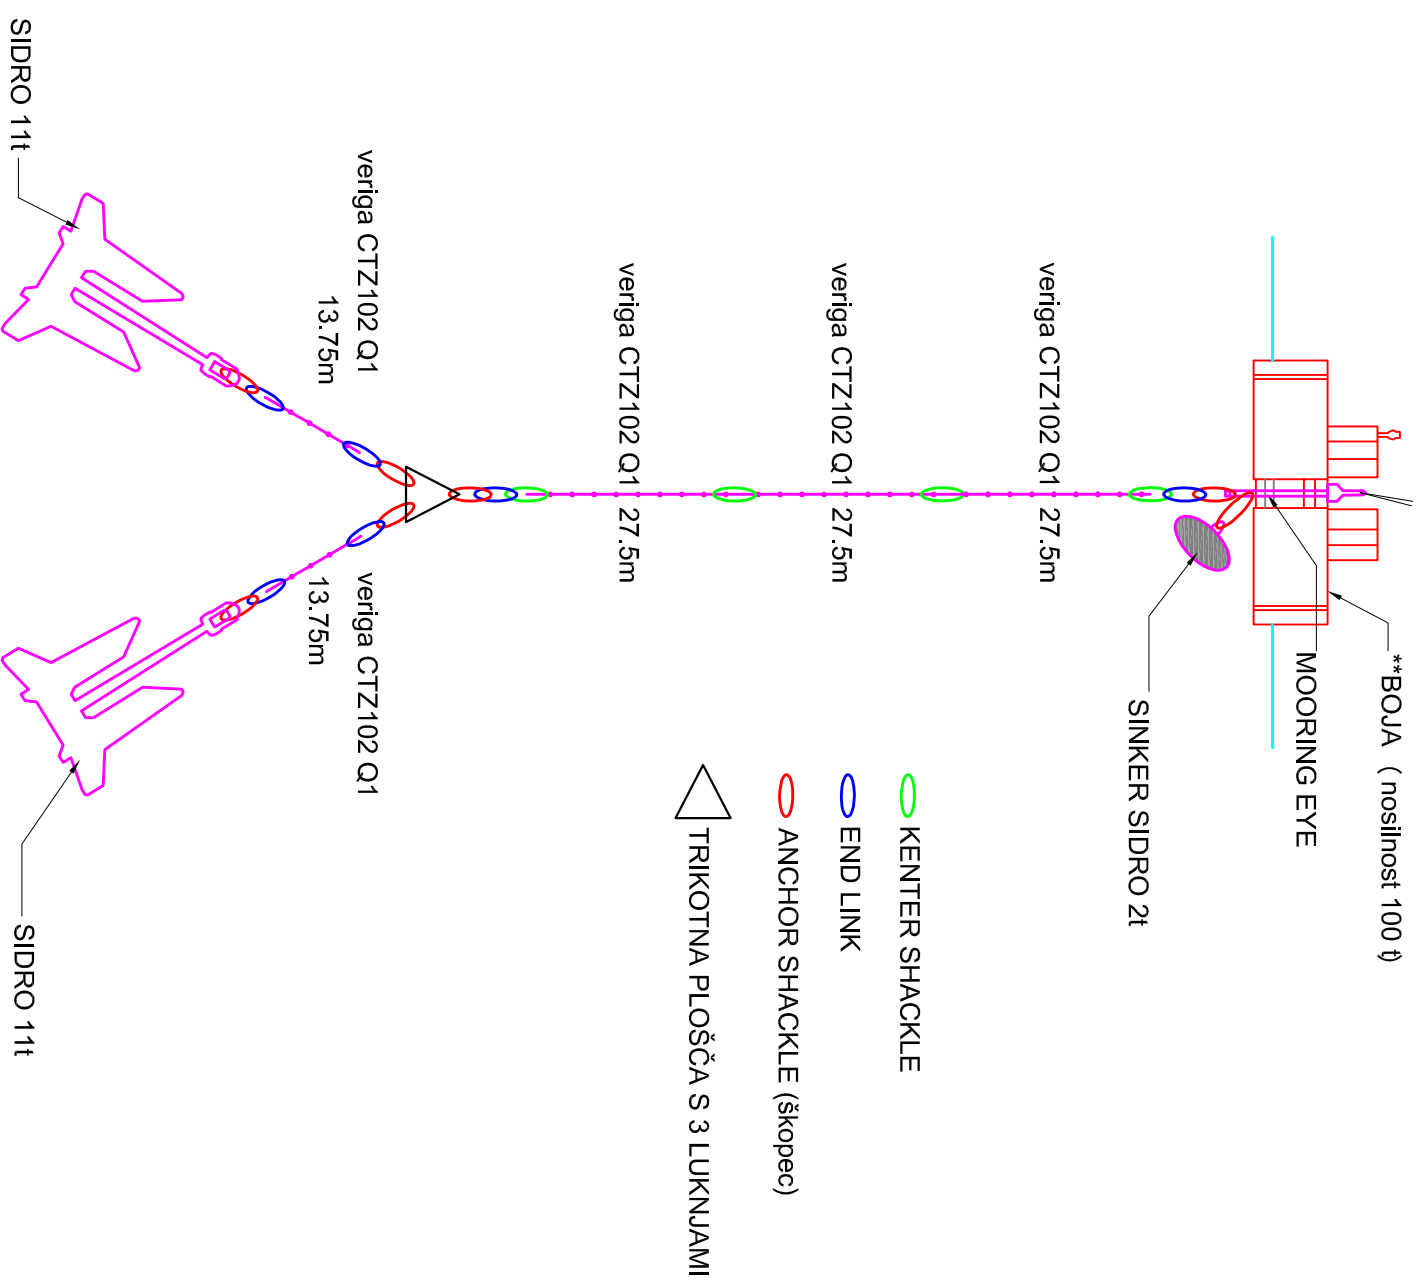 **BOJA ( nosilnost 100 t)
MOORING EYE
SINKER SIDRO 2t
veriga CTZ102 Q1 27.5m
veriga CTZ102 Q1 27.5m
veriga CTZ102 Q1 27.5m
KENTER SHACKLE
END LINK
ANCHOR SHACKLE (škopec)
TRIKOTNA PLOŠČA S 3 LUKNJAMI
veriga CTZ102 Q1
13.75m
veriga CTZ102 Q1
13.75m
SIDRO 11t
SIDRO 11t